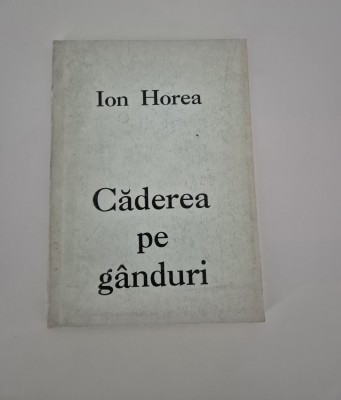 Ion Horea
Căderea
pe
gânduri